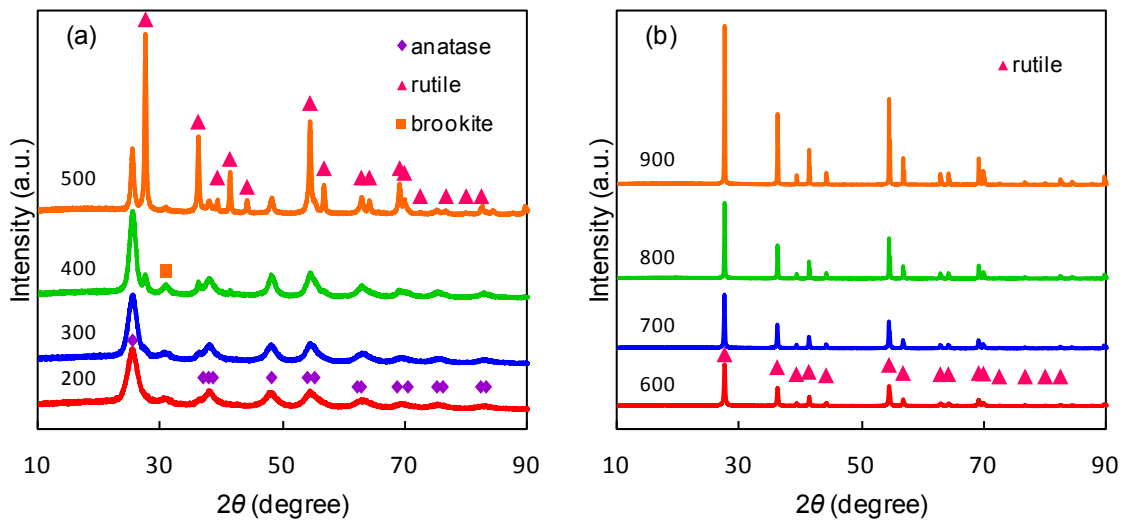 (a)
anatase
rutile
brookite
500
400
300
200
Intensity (a.u.)
10 30 50 70 90
2θ (degree)
(b)
rutile
900
800
700
600
Intensity (a.u.)
10 30 50 70 90
2θ (degree)